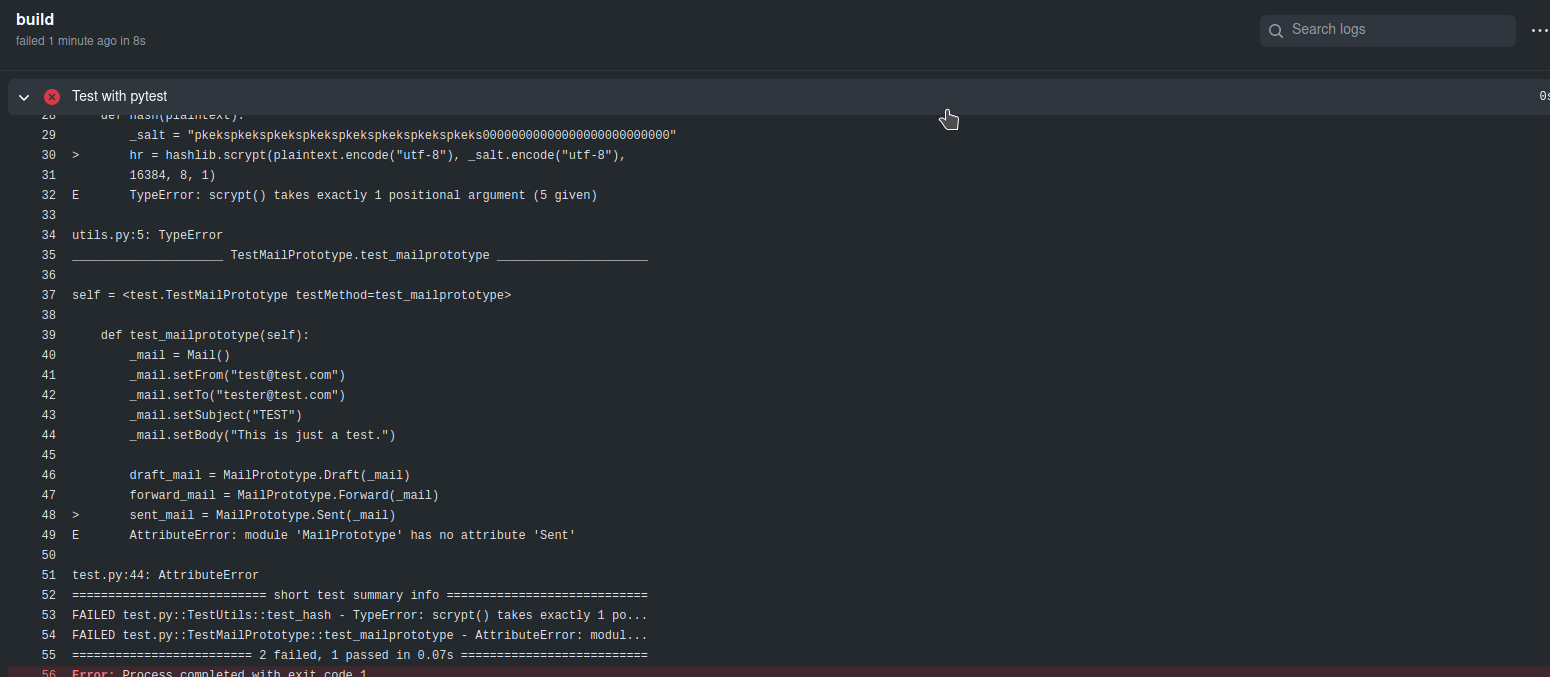 build
failed 1 minute ago in 8s
Search logs
Test with pytest
0s
28 def hash(plaintext):
29 _salt = "pkekspkekspkekspkekspkekspkekspkekspkeks00000000000000000000000000"
30 > hr = hashlib.scrypt(plaintext.encode("utf-8"), _salt.encode("utf-8"),
31 16384, 8, 1)
32 E TypeError: scrypt() takes exactly 1 positional argument (5 given)
33
34 utils.py:5: TypeError
35 _____________________ TestMailPrototype.test_mailprototype _____________________
36
37 self = <test.TestMailPrototype testMethod=test_mailprototype>
38
39 def test_mailprototype(self):
40 _mail = Mail()
41 _mail.setFrom("test@test.com")
42 _mail.setTo("tester@test.com")
43 _mail.setSubject("TEST")
44 _mail.setBody("This is just a test.")
45
46 draft_mail = MailPrototype.Draft(_mail)
47 forward_mail = MailPrototype.Forward(_mail)
48 > sent_mail = MailPrototype.Sent(_mail)
49 E AttributeError: module 'MailPrototype' has no attribute 'Sent'
50
51 test.py:44: AttributeError
52 =========================== short test summary info ============================
53 FAILED test.py::TestUtils::test_hash - TypeError: scrypt() takes exactly 1 po...
54 FAILED test.py::TestMailPrototype::test_mailprototype - AttributeError: modul...
55 ========================= 2 failed, 1 passed in 0.07s ==========================
56 Error: Process completed with exit code 1